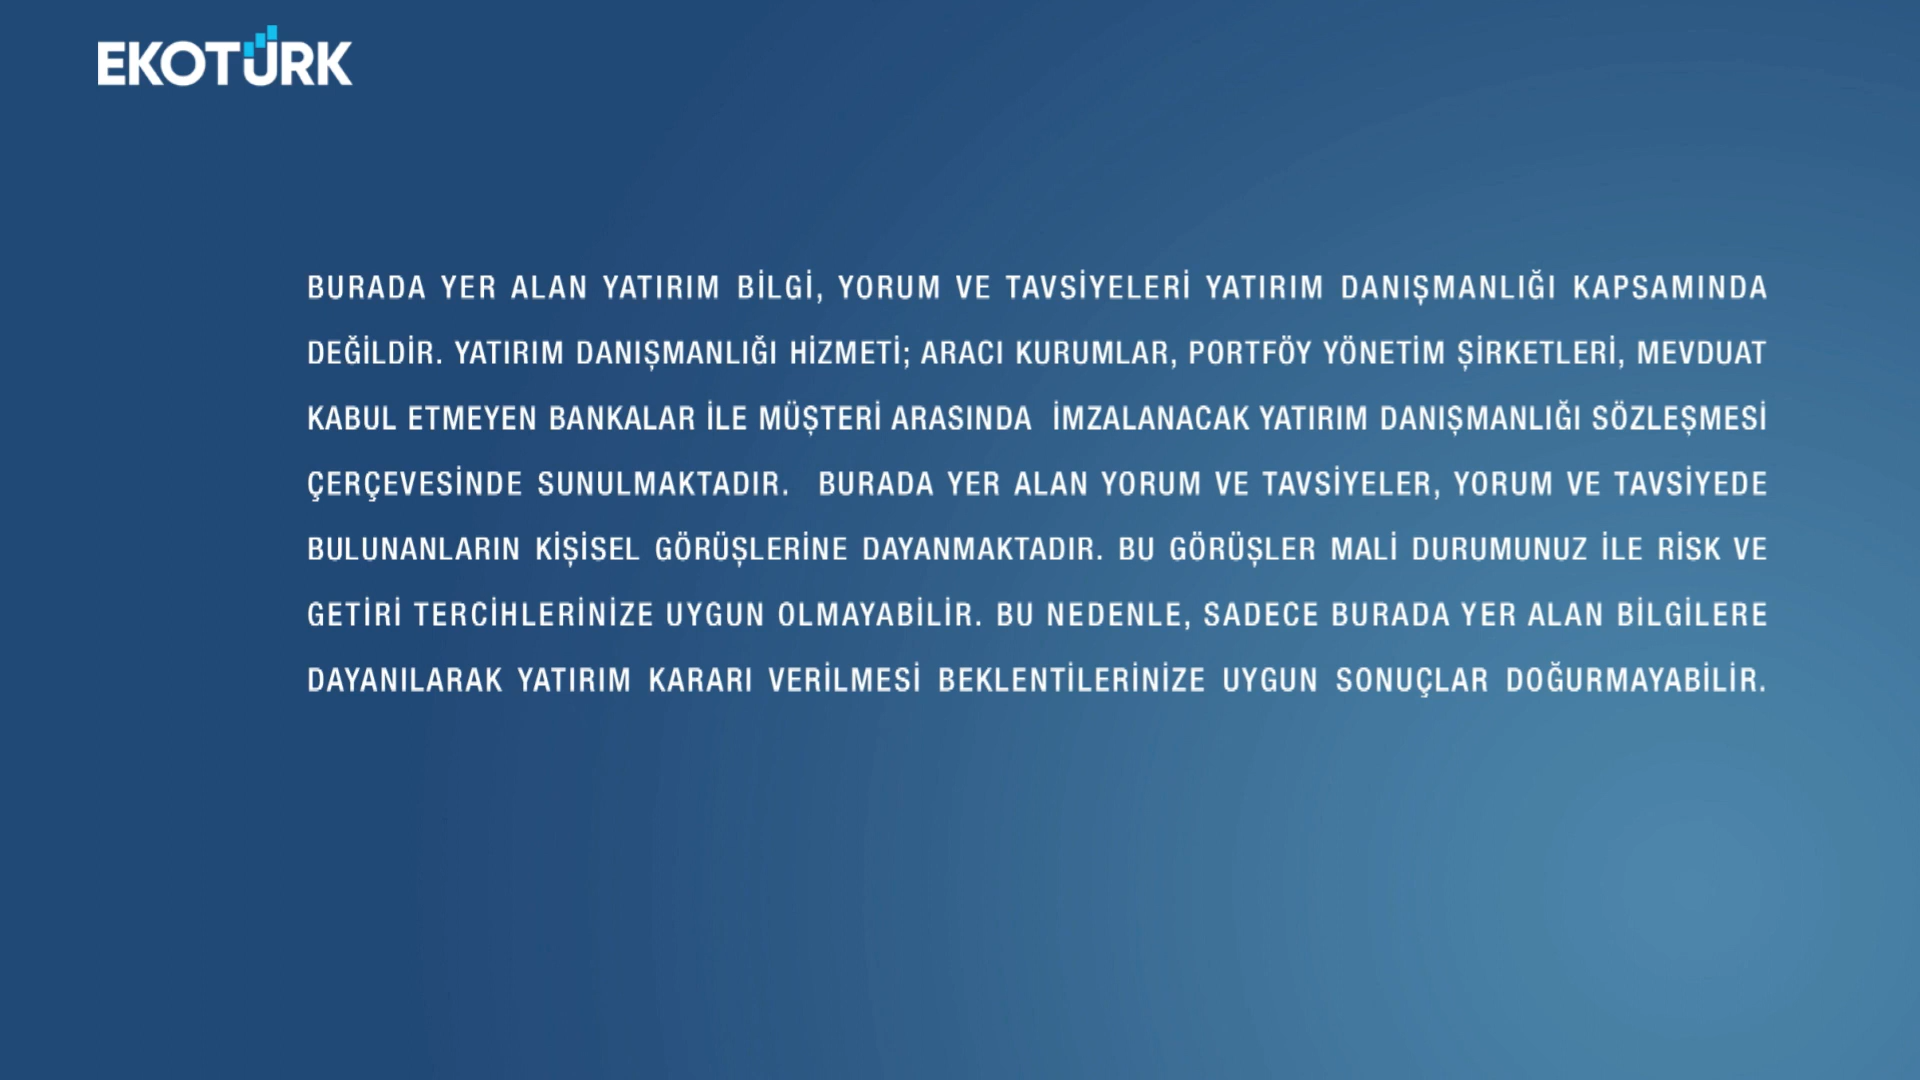 EKOTÜRK
BURADA YER ALAN YATIRIM BİLGİ, YORUM VE TAVSİYELERİ YATIRIM DANIŞMANLIĞI KAPSAMINDA
DEĞİLDİR. YATIRIM DANIŞMANLIĞI HİZMETİ; ARACI KURUMLAR, PORTFÖY YÖNETİM ŞİRKETLERİ, MEVDUAT
KABUL ETMEYEN BANKALAR İLE MÜŞTERİ ARASINDA İMZALANACAK YATIRIM DANIŞMANLIĞI SÖZLEŞMESİ
ÇERÇEVESİNDE SUNULMAKTADIR. BURADA YER ALAN YORUM VE TAVSİYELER, YORUM VE TAVSİYEDE
BULUNANLARIN KİŞİSEL GÖRÜŞLERİNE DAYANMAKTADIR. BU GÖRÜŞLER MALİ DURUMUNUZ İLE RİSK VE
GETİRİ TERCİHLERİNİZE UYGUN OLMAYABİLİR. BU NEDENLE, SADECE BURADA YER ALAN BİLGİLERE
DAYANILARAK YATIRIM KARARI VERİLMESİ BEKLENTİLERİNİZE UYGUN SONUÇLAR DOĞURMAYABİLİR.